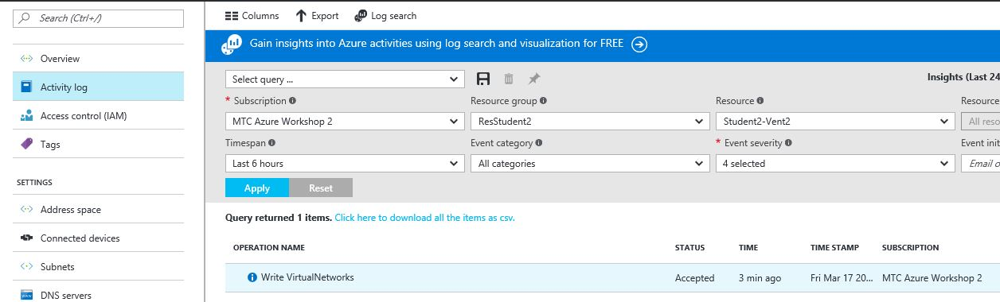 Search (Ctrl+/)
Overview
Activity log
Access control (IAM)
Tags
SETTINGS
Address space
Connected devices
Subnets
DNS servers
Columns Export Log search
Gain insights into Azure activities using log search and visualization for FREE
Select query ... Insights (Last 24
* Subscription Resource group Resource Resource
MTC Azure Workshop 2 ResStudent2 Student2-Vent2 All reso
Timespan Event category * Event severity Event init
Last 6 hours All categories 4 selected Email o
Apply Reset
Query returned 1 items. Click here to download all the items as csv.
OPERATION NAME STATUS TIME TIME STAMP SUBSCRIPTION
Write VirtualNetworks Accepted 3 min ago Fri Mar 17 20... MTC Azure Workshop 2